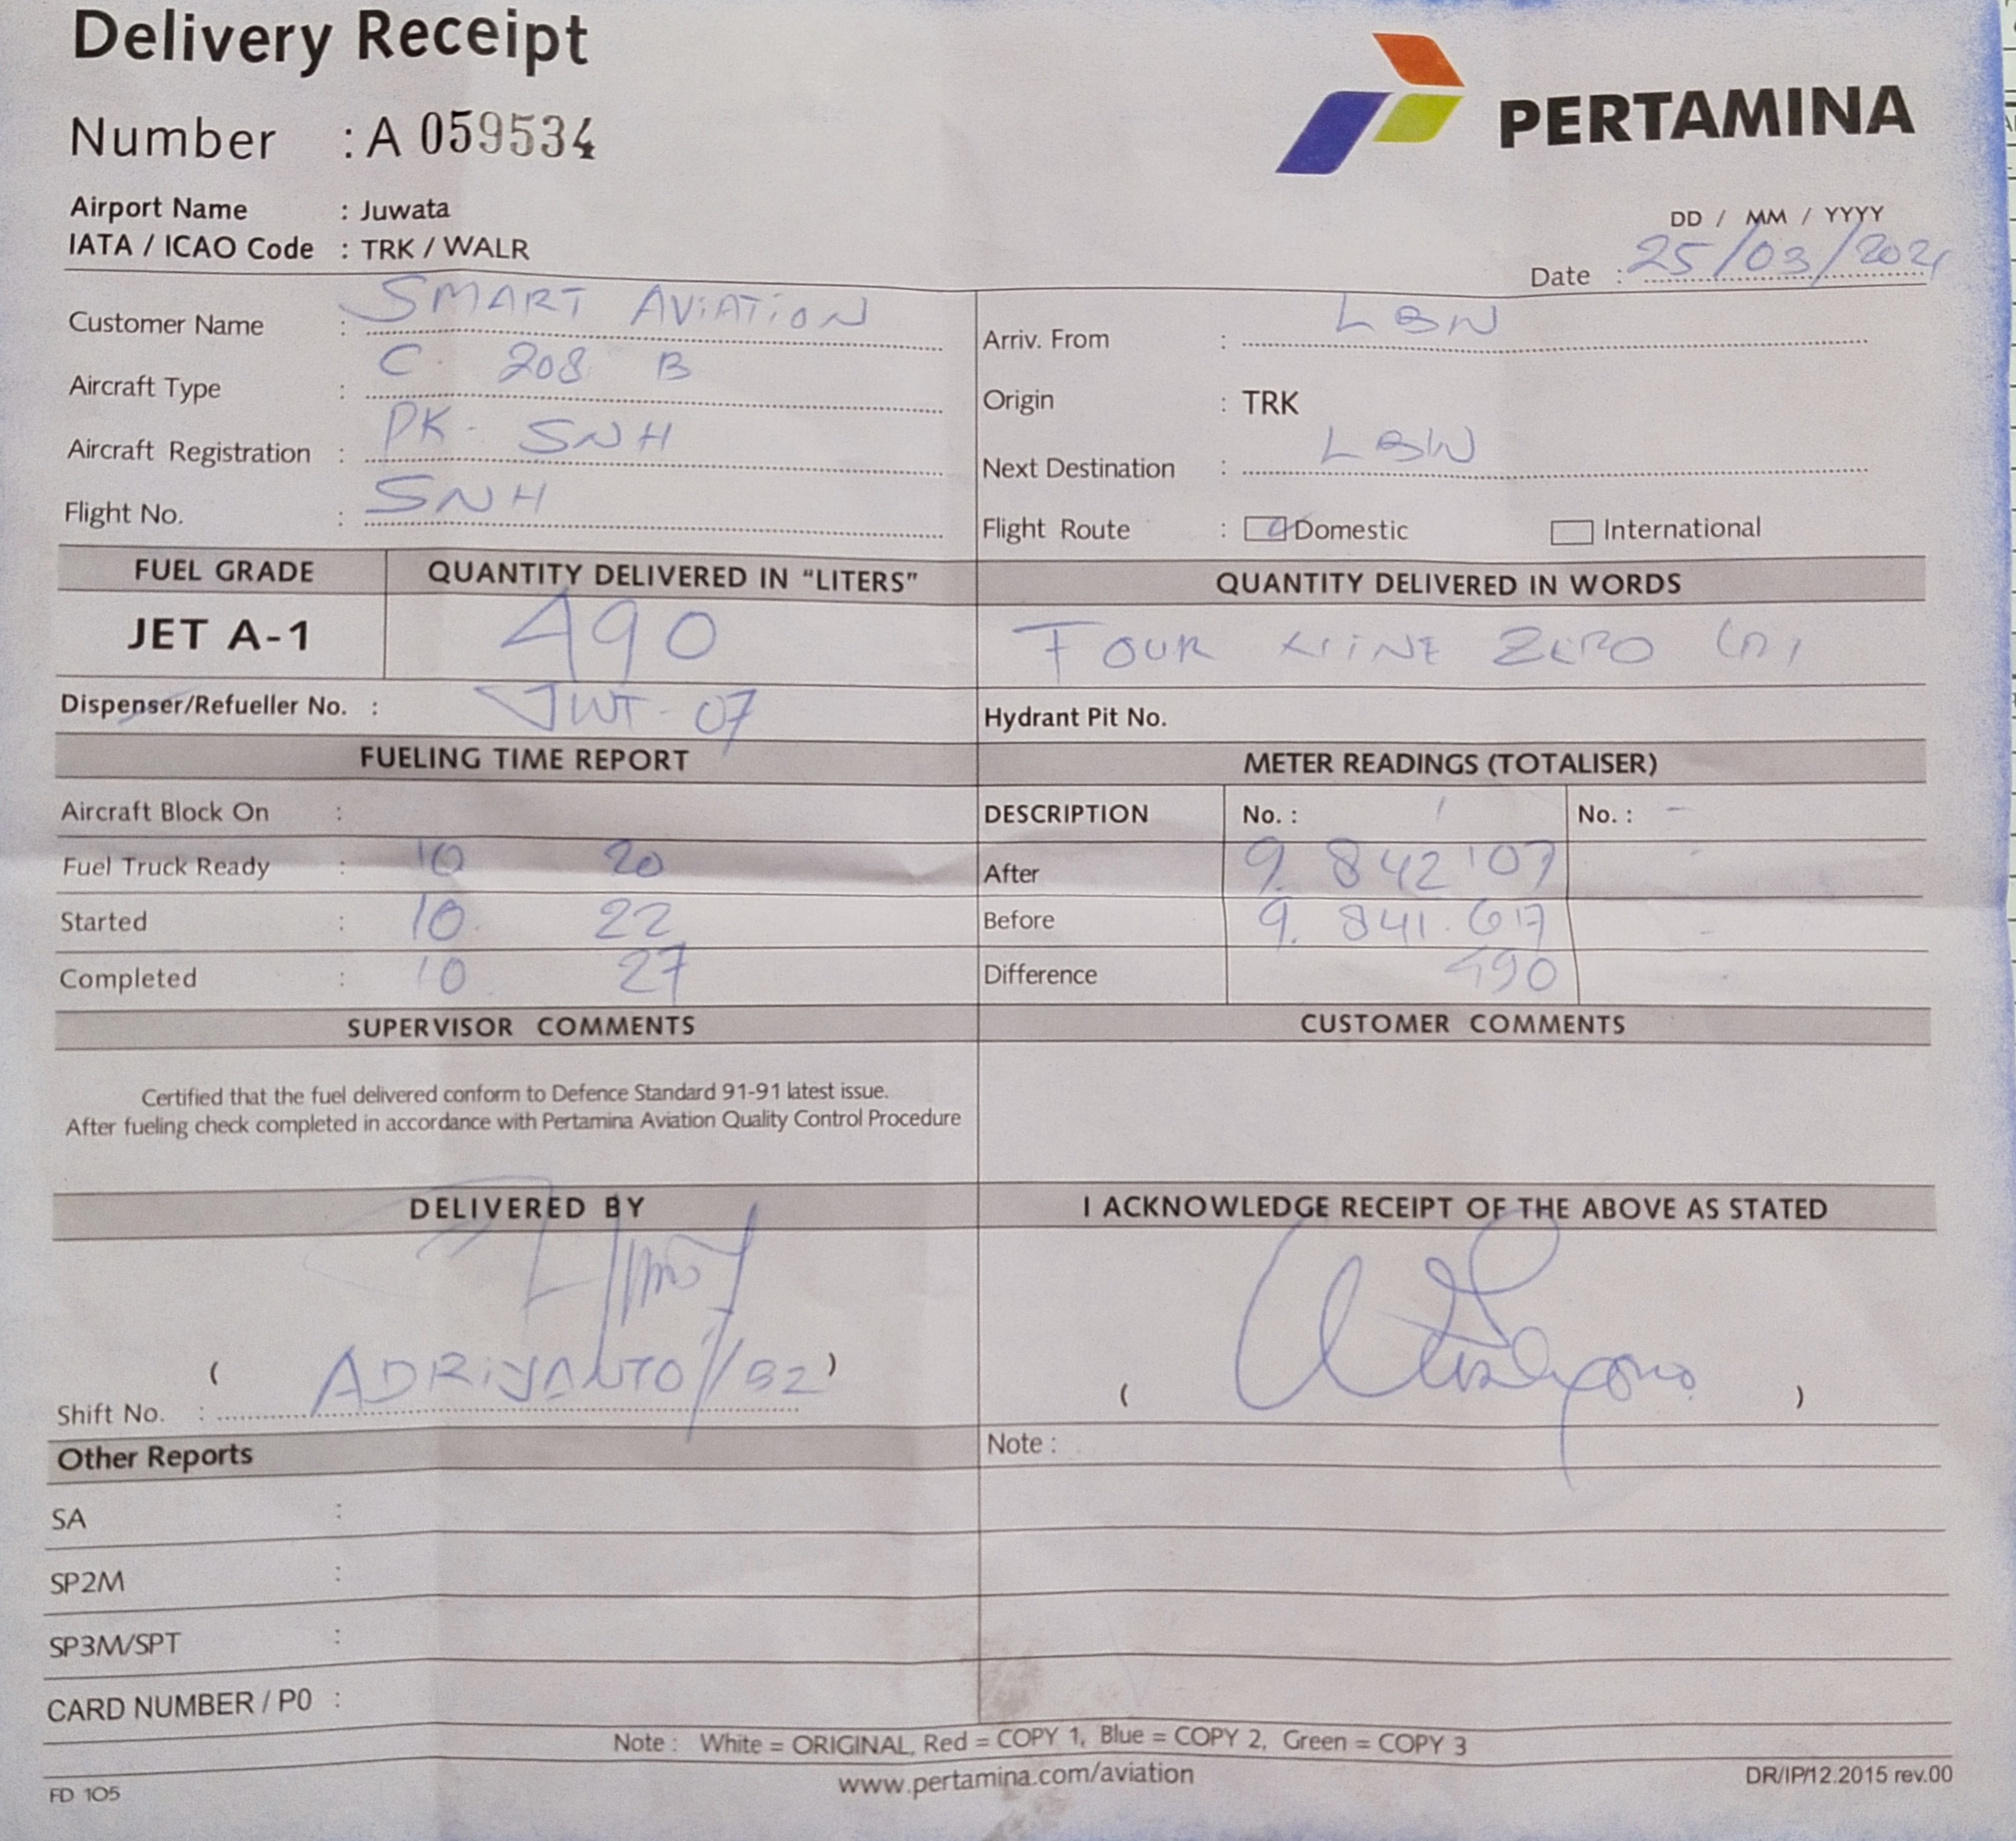 Delivery Receipt
PERTAMINA
Number : A 059534
Airport Name : Juwata
IATA / ICAO Code : TRK / WALR
DD / MM / YYYY
Date : 25/03/2021
Customer Name : SMART AVIATION
Arriv. From : LBW
Aircraft Type : C 208 B
Origin : TRK
Aircraft Registration : PK - SNH
Next Destination : LBW
Flight No. : SNH
Flight Route : Domestic International
FUEL GRADE QUANTITY DELIVERED IN "LITERS" QUANTITY DELIVERED IN WORDS
JET A-1 490 FOUR NINE ZERO
Dispenser/Refueller No. : JWT - 07 Hydrant Pit No.
FUELING TIME REPORT METER READINGS (TOTALISER)
Aircraft Block On : DESCRIPTION No. : 1 No. : -
Fuel Truck Ready : 10 20 After 9. 842'07 -
Started : 10. 22 Before 9. 841.617 -
Completed : 10 27 Difference 490 -
SUPERVISOR COMMENTS CUSTOMER COMMENTS
Certified that the fuel delivered conform to Defence Standard 91-91 latest issue.
After fueling check completed in accordance with Pertamina Aviation Quality Control Procedure
DELIVERED BY I ACKNOWLEDGE RECEIPT OF THE ABOVE AS STATED
( ADRIYANTO // 92 )
( )
Shift No. :
Other Reports Note :
SA :
SP2M :
SP3M/SPT :
CARD NUMBER / P0 :
Note : White = ORIGINAL, Red = COPY 1, Blue = COPY 2, Green = COPY 3
www.pertamina.com/aviation
FD 105 DR/IP/12.2015 rev.00